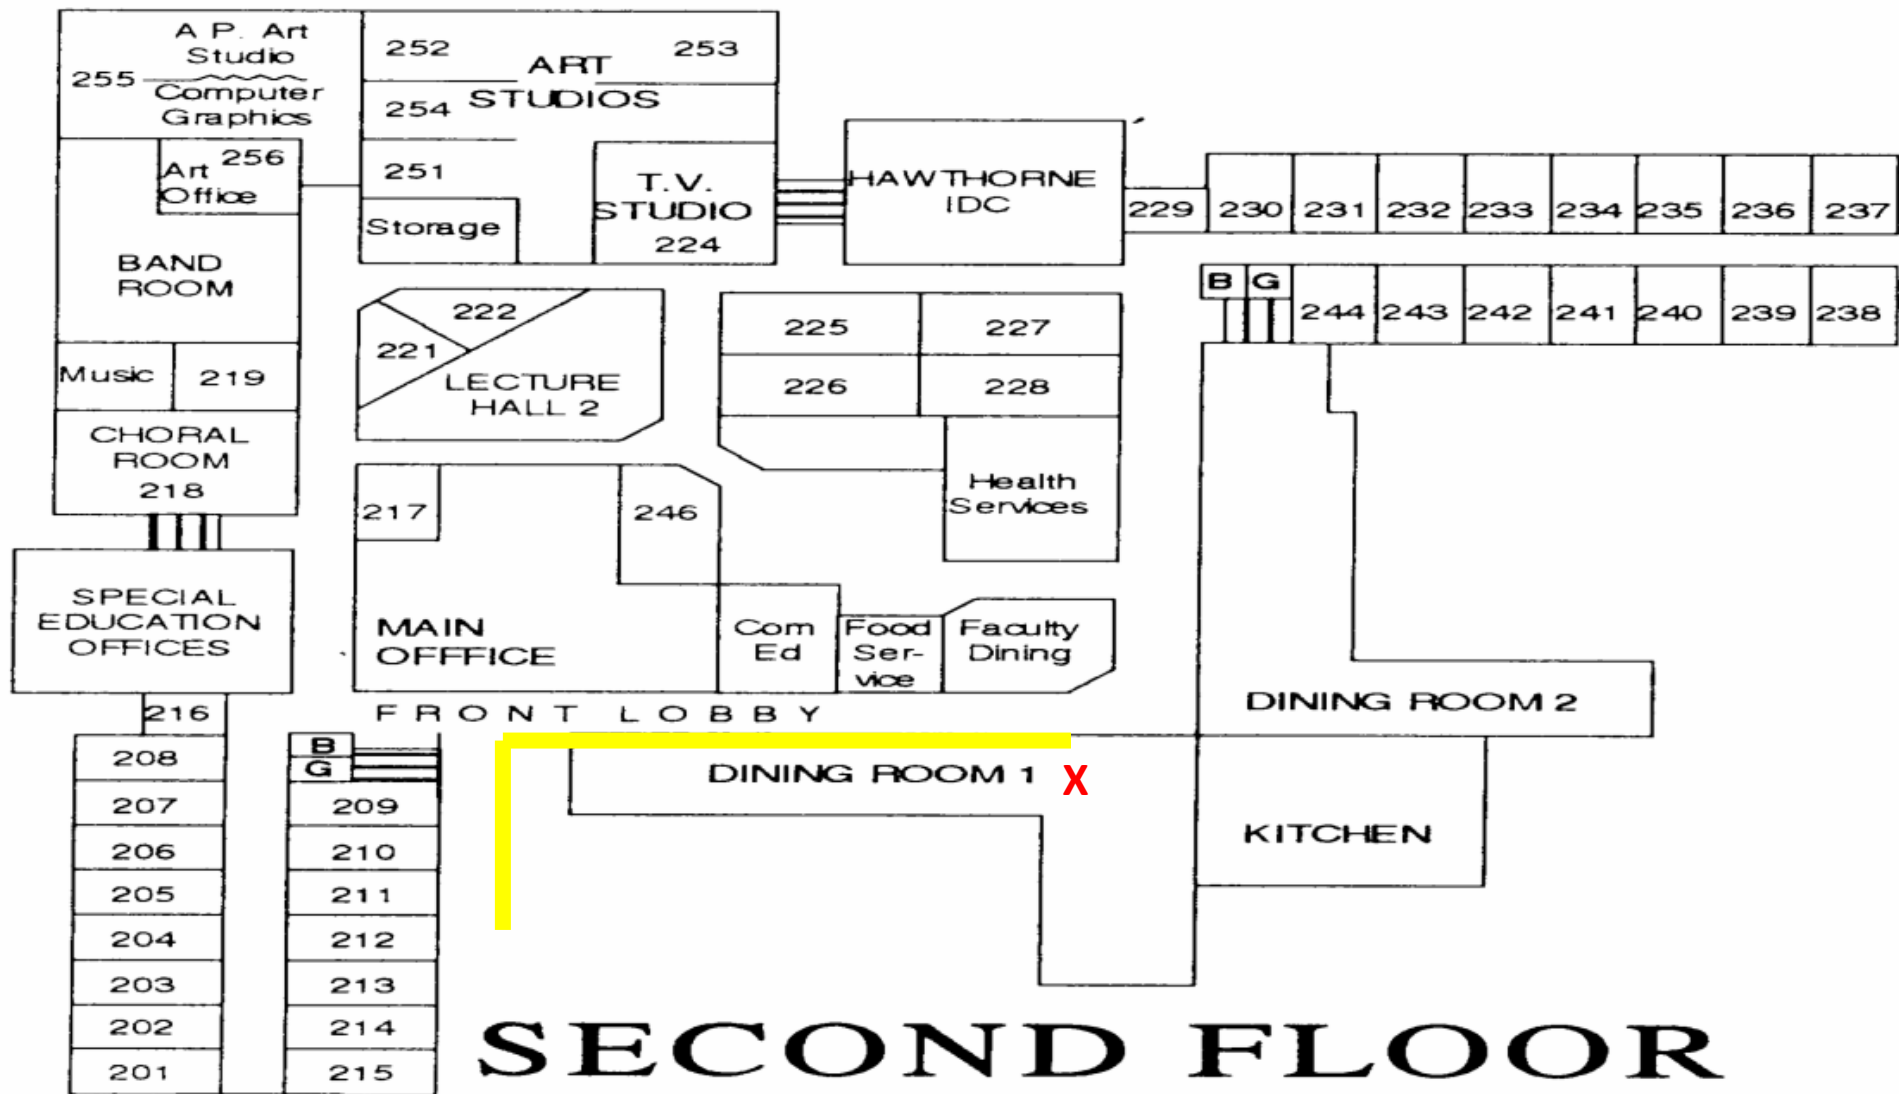 A P. Art
Studio
255
Computer
Graphics
252
253
ART
STUDIOS
254
251
Storage
Art
Office
256
T.V.
STUDIO
224
HAWTHORNE
IDC
229
230
231
232
233
234
235
236
237
BAND
ROOM
B
G
244
243
242
241
240
239
238
222
221
LECTURE
HALL 2
225
227
226
228
Music
219
CHORAL
ROOM
218
217
246
Health
Services
SPECIAL
EDUCATION
OFFICES
MAIN
OFFFICE
Com
Ed
Food
Ser-
vice
Faculty
Dining
216
FRONT LOBBY
DINING ROOM 2
208
B
G
DINING ROOM 1
X
207
209
KITCHEN
206
210
205
211
204
212
203
213
202
214
201
215
SECOND FLOOR